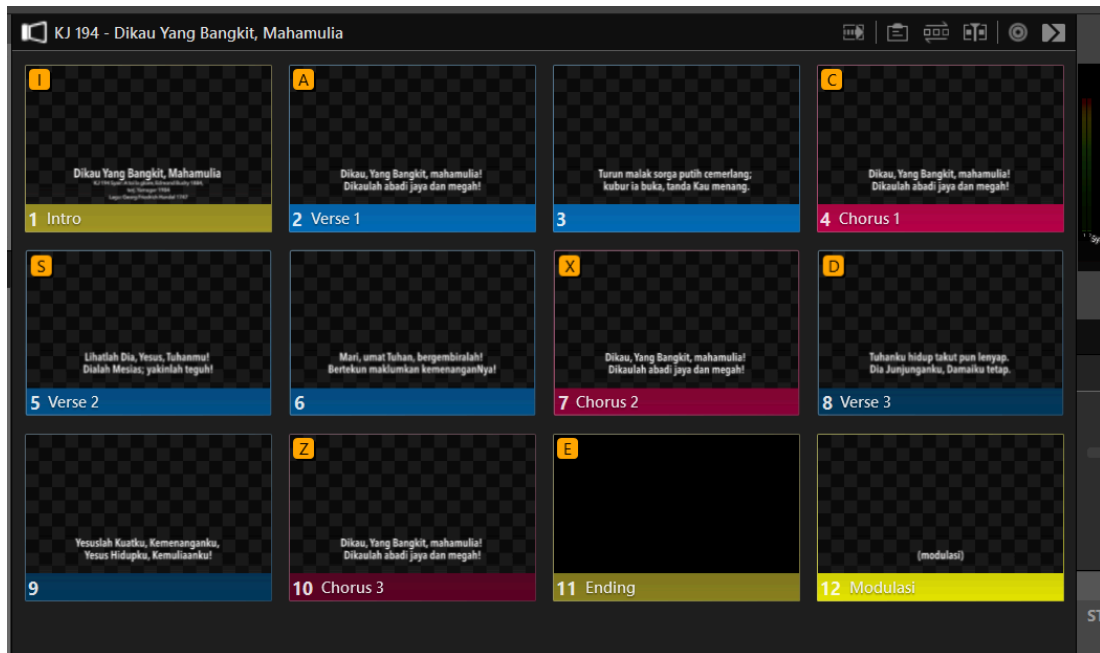 KJ 194 - Dikau Yang Bangkit, Mahamulia
I
Dikau Yang Bangkit, Mahamulia
1 Intro
A
Dikau, Yang Bangkit, mahamulia!
Dikaulah abadi jaya dan megah!
2 Verse 1
Turun malak sorga putih cemerlang;
kubur ia buka, tanda Kau menang.
3
C
Dikau, Yang Bangkit, mahamulia!
Dikaulah abadi jaya dan megah!
4 Chorus 1
S
Lihatlah Dia, Yesus, Tuhanmu!
Dialah Mesias; yakinlah teguh!
5 Verse 2
Mari, umat Tuhan, bergembiralah!
Bertekun maklumkan kemenanganNya!
6
X
Dikau, Yang Bangkit, mahamulia!
Dikaulah abadi jaya dan megah!
7 Chorus 2
D
Tuhanku hidup takut pun lenyap.
Dia Junjunganku, Damaiku tetap.
8 Verse 3
Yesuslah Kuatku, Kemenanganku,
Yesus Hidupku, Kemuliaanku!
9
Z
Dikau, Yang Bangkit, mahamulia!
Dikaulah abadi jaya dan megah!
10 Chorus 3
E
11 Ending
(modulasi)
12 Modulasi
ST